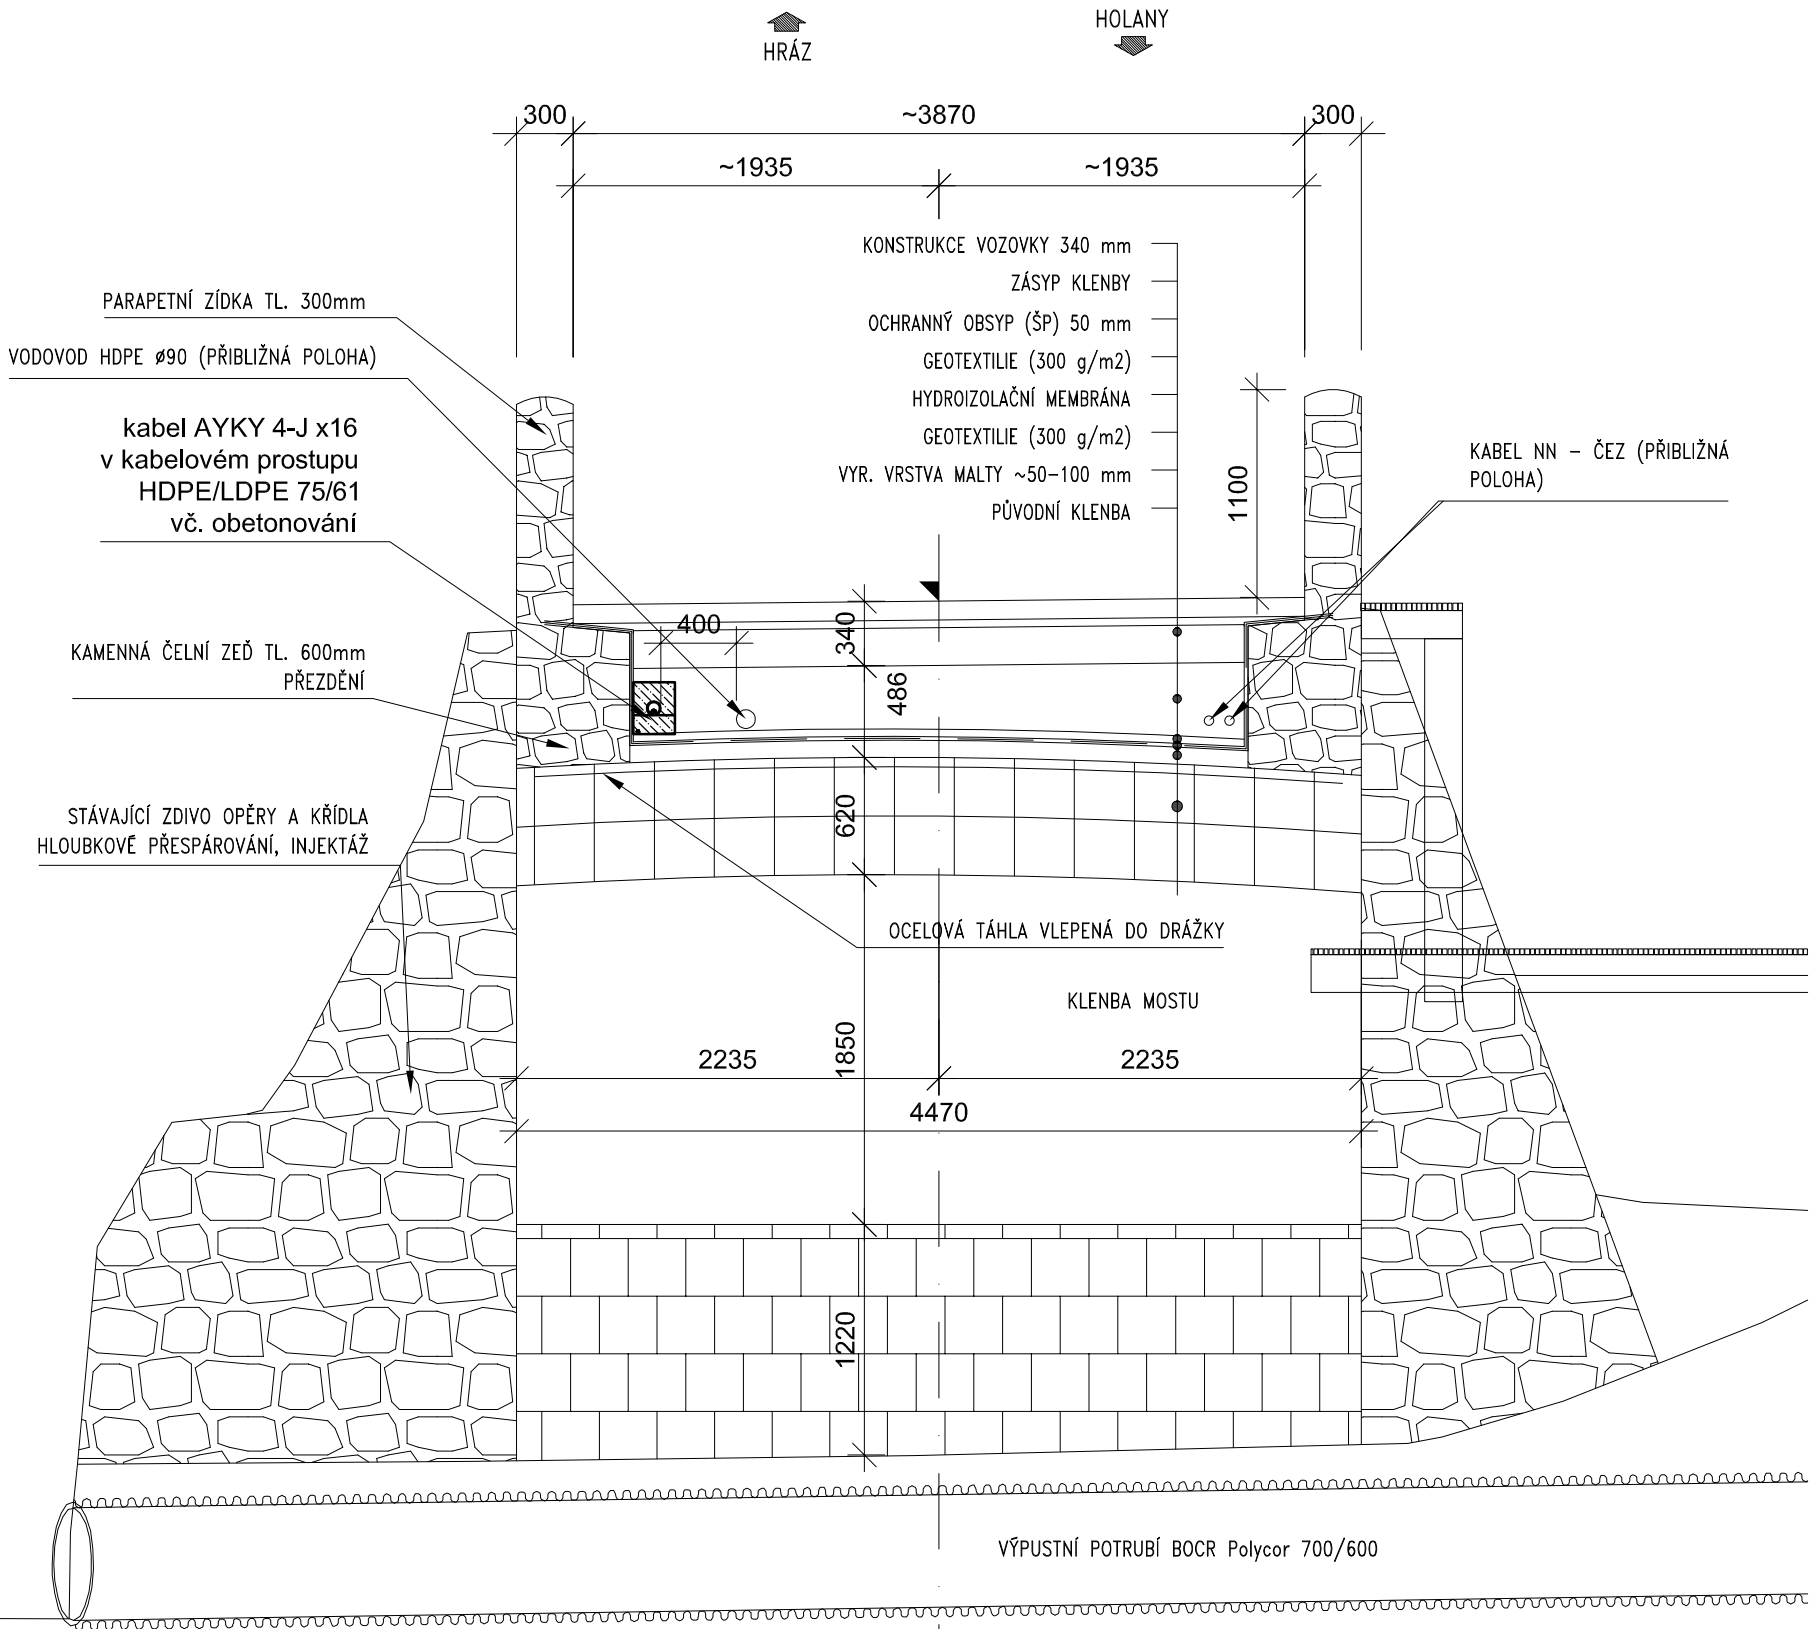 HOLANY
HRÁZ
300
~3870
300
~1935
~1935
KONSTRUKCE VOZOVKY 340 mm
ZÁSYP KLENBY
OCHRANNÝ OBSYP (ŠP) 50 mm
GEOTEXTILIE (300 g/m2)
HYDROIZOLAČNÍ MEMBRÁNA
GEOTEXTILIE (300 g/m2)
VYR. VRSTVA MALTY ~50-100 mm
PŮVODNÍ KLENBA
PARAPETNÍ ZÍDKA TL. 300mm
VODOVOD HDPE ø90 (PŘIBLIŽNÁ POLOHA)
kabel AYKY 4-J x16
v kabelovém prostupu
HDPE/LDPE 75/61
vč. obetonování
KABEL NN - ČEZ (PŘIBLIŽNÁ
POLOHA)
1100
400
340
486
KAMENNÁ ČELNÍ ZEĎ TL. 600mm
PŘEZDĚNÍ
620
STÁVAJÍCÍ ZDIVO OPĚRY A KŘÍDLA
HLOUBKOVÉ PŘESPÁROVÁNÍ, INJEKTÁŽ
OCELOVÁ TÁHLA VLEPENÁ DO DRÁŽKY
KLENBA MOSTU
1850
2235
2235
4470
1220
VÝPUSTNÍ POTRUBÍ BOCR Polycor 700/600